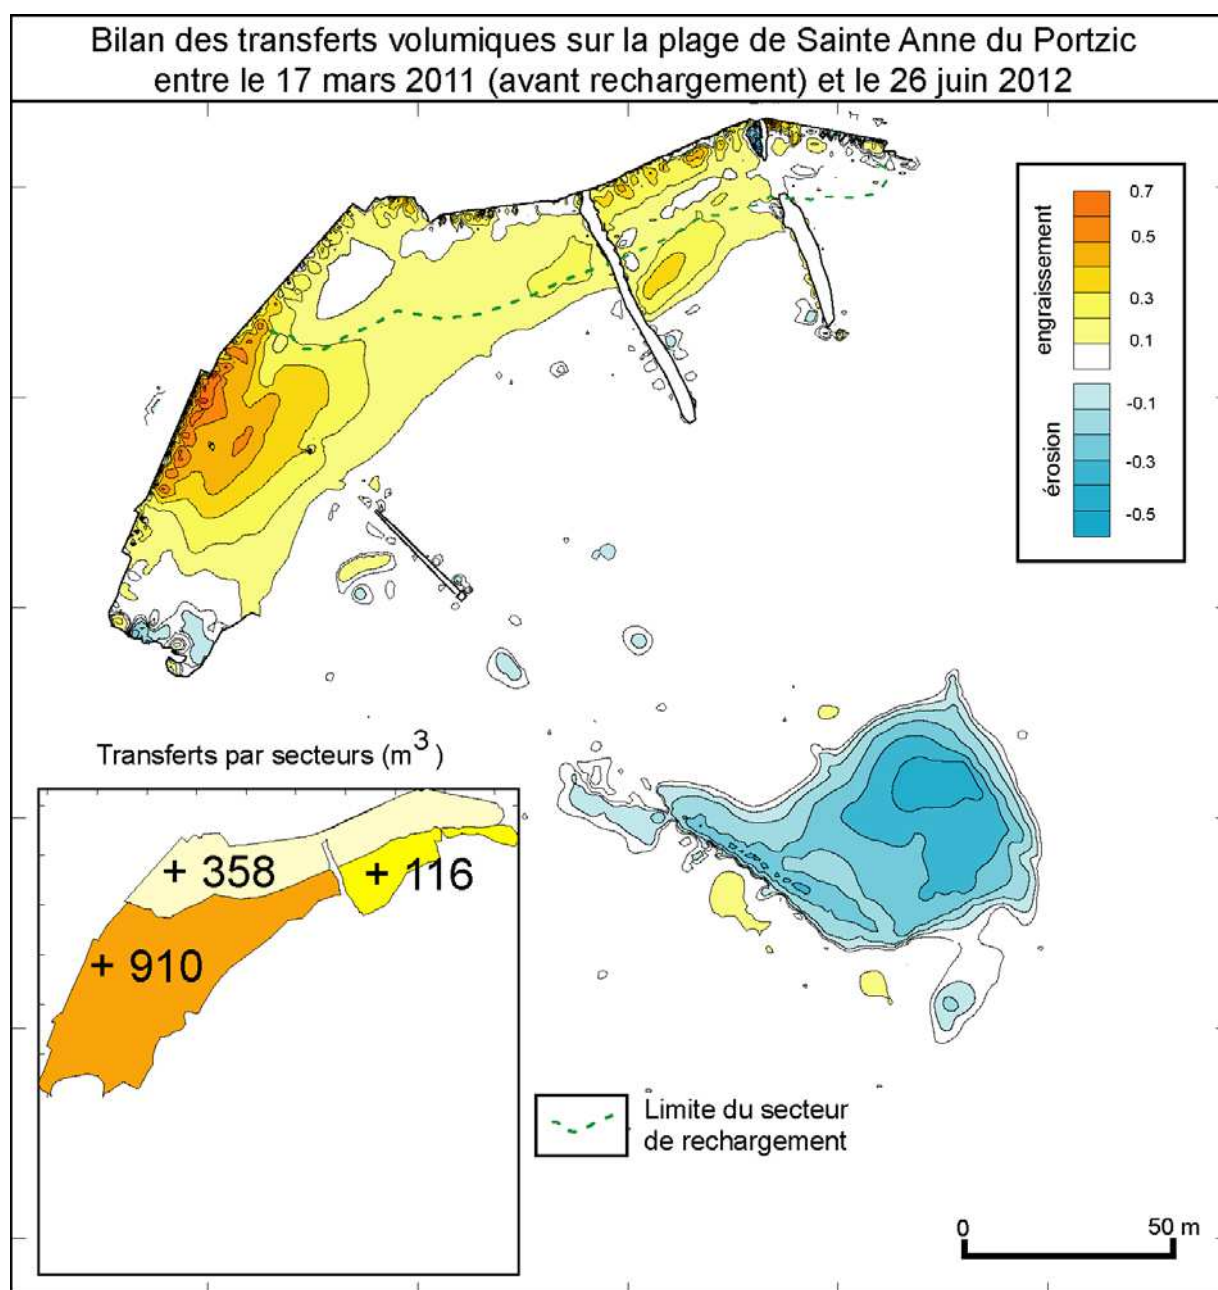 Bilan des transferts volumiques sur la plage de Sainte Anne du Portzic
entre le 17 mars 2011 (avant rechargement) et le 26 juin 2012
engraissement
0.7
0.5
0.3
0.1
érosion
-0.1
-0.3
-0.5
Transferts par secteurs (m³)
+ 358
+ 116
+ 910
Limite du secteur
de rechargement
0 50 m